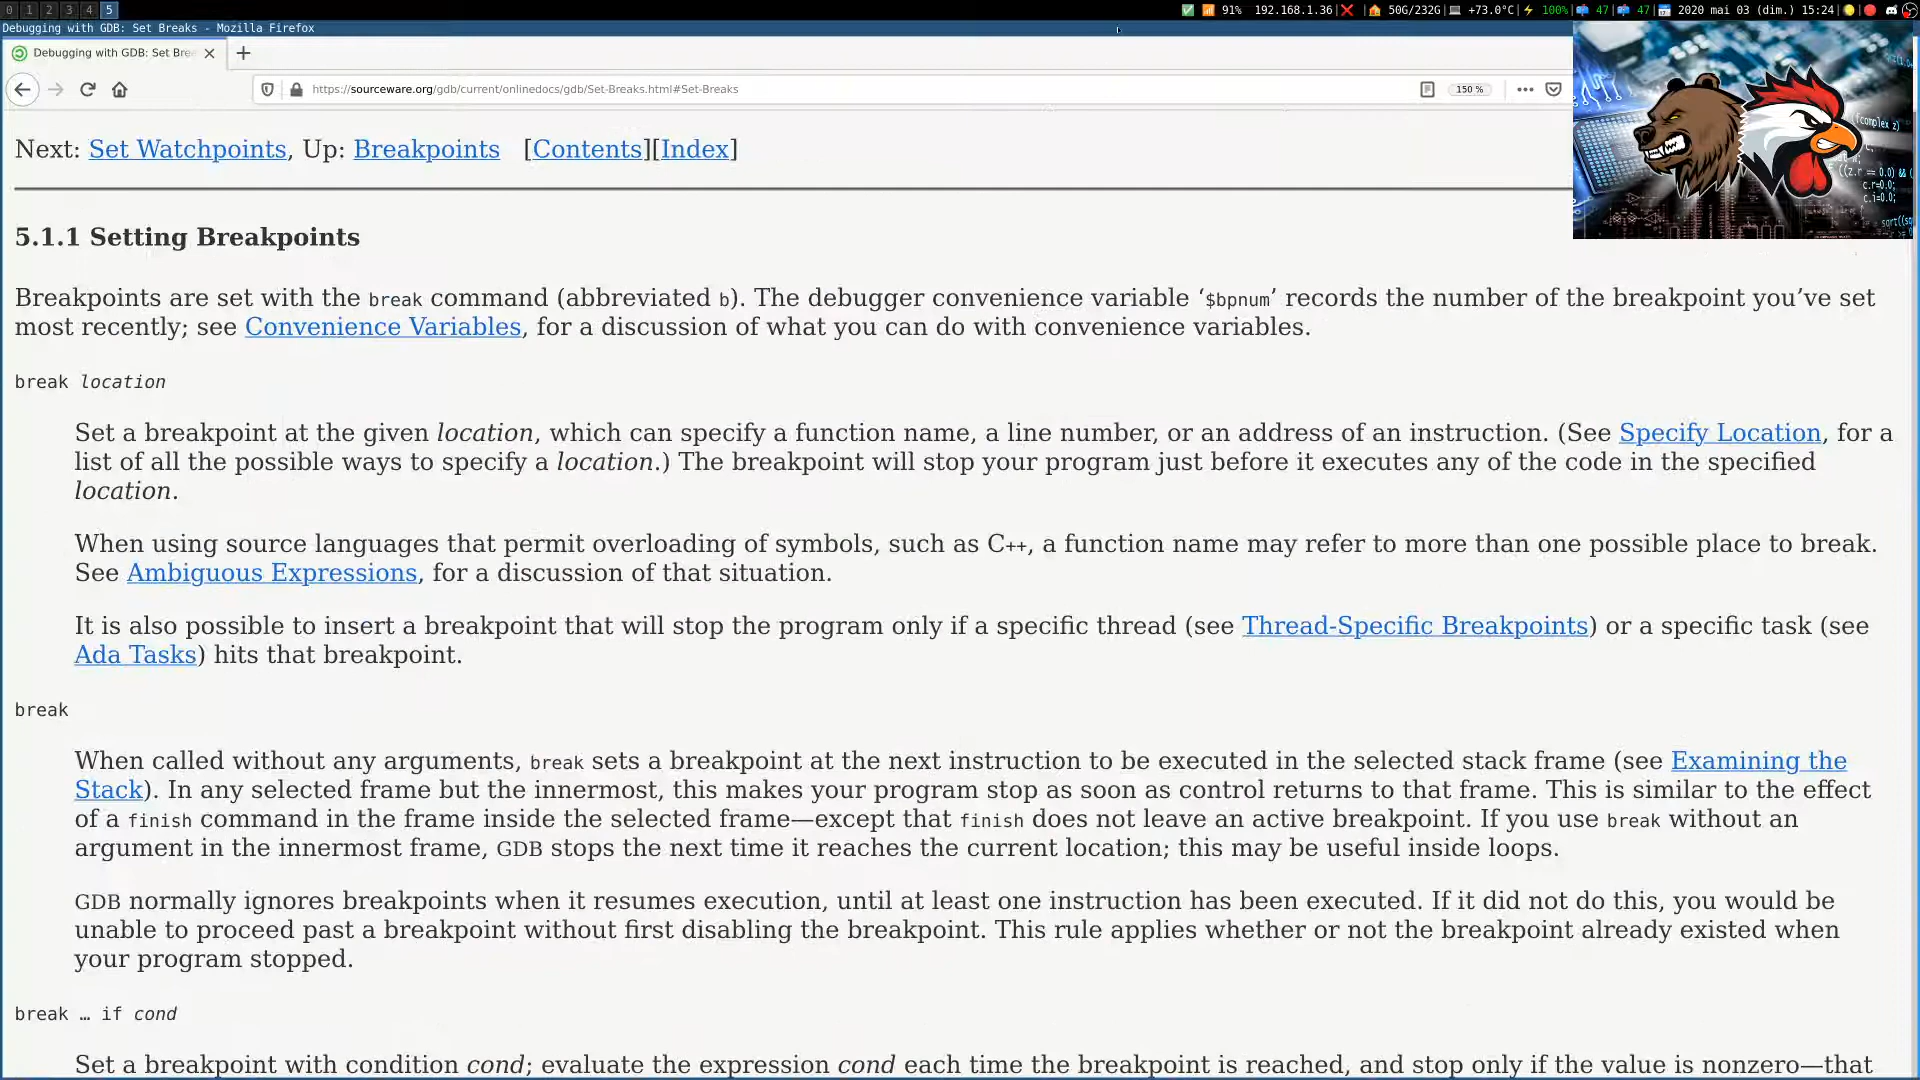 0 1 2 3 4 5
91% 192.168.1.36 50G/232G +73.0°C 100% 47 47 2020 mai 03 (dim.) 15:24
Debugging with GDB: Set Breaks - Mozilla Firefox
Debugging with GDB: Set Bre
https://sourceware.org/gdb/current/onlinedocs/gdb/Set-Breaks.html#Set-Breaks
150 %
(fcomplex z)
((z.r == 0.0) && (
c.r=0.0;
c.i=0.0;
Next: Set Watchpoints, Up: Breakpoints [Contents][Index]
5.1.1 Setting Breakpoints
Breakpoints are set with the break command (abbreviated b). The debugger convenience variable ‘$bpnum’ records the number of the breakpoint you’ve set
most recently; see Convenience Variables, for a discussion of what you can do with convenience variables.
break location
Set a breakpoint at the given location, which can specify a function name, a line number, or an address of an instruction. (See Specify Location, for a
list of all the possible ways to specify a location.) The breakpoint will stop your program just before it executes any of the code in the specified
location.
When using source languages that permit overloading of symbols, such as C++, a function name may refer to more than one possible place to break.
See Ambiguous Expressions, for a discussion of that situation.
It is also possible to insert a breakpoint that will stop the program only if a specific thread (see Thread-Specific Breakpoints) or a specific task (see
Ada Tasks) hits that breakpoint.
break
When called without any arguments, break sets a breakpoint at the next instruction to be executed in the selected stack frame (see Examining the
Stack). In any selected frame but the innermost, this makes your program stop as soon as control returns to that frame. This is similar to the effect
of a finish command in the frame inside the selected frame—except that finish does not leave an active breakpoint. If you use break without an
argument in the innermost frame, GDB stops the next time it reaches the current location; this may be useful inside loops.
GDB normally ignores breakpoints when it resumes execution, until at least one instruction has been executed. If it did not do this, you would be
unable to proceed past a breakpoint without first disabling the breakpoint. This rule applies whether or not the breakpoint already existed when
your program stopped.
break … if cond
Set a breakpoint with condition cond; evaluate the expression cond each time the breakpoint is reached, and stop only if the value is nonzero—that